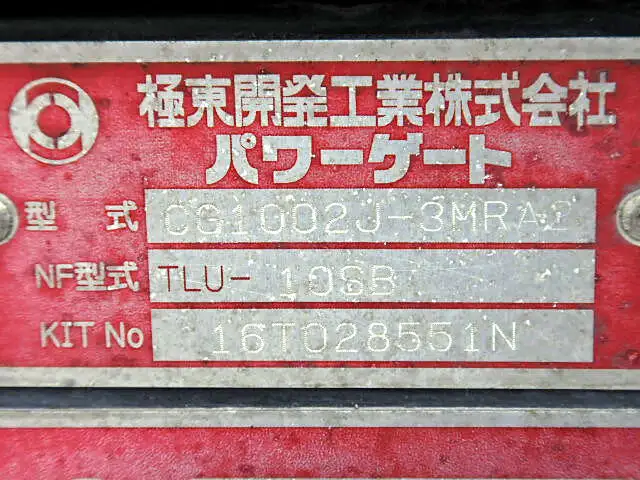 極東開発工業株式会社
パワーゲート
型 式 CG1002J-3MRA2
NF型式 TLU- 10SB
KIT No 16T028551N